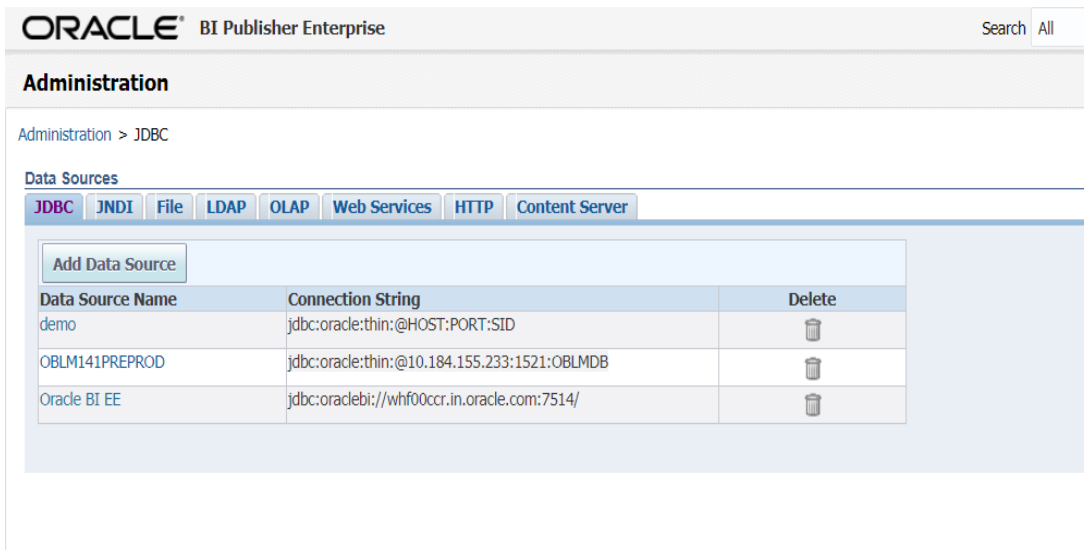 ORACLE® BI Publisher Enterprise Search All
Administration
Administration > JDBC
Data Sources
JDBC JNDI File LDAP OLAP Web Services HTTP Content Server
Add Data Source
Data Source Name Connection String Delete
demo jdbc:oracle:thin:@HOST:PORT:SID
OBLM141PREPROD jdbc:oracle:thin:@10.184.155.233:1521:OBLMDB
Oracle BI EE jdbc:oraclebi://whf00ccr.in.oracle.com:7514/